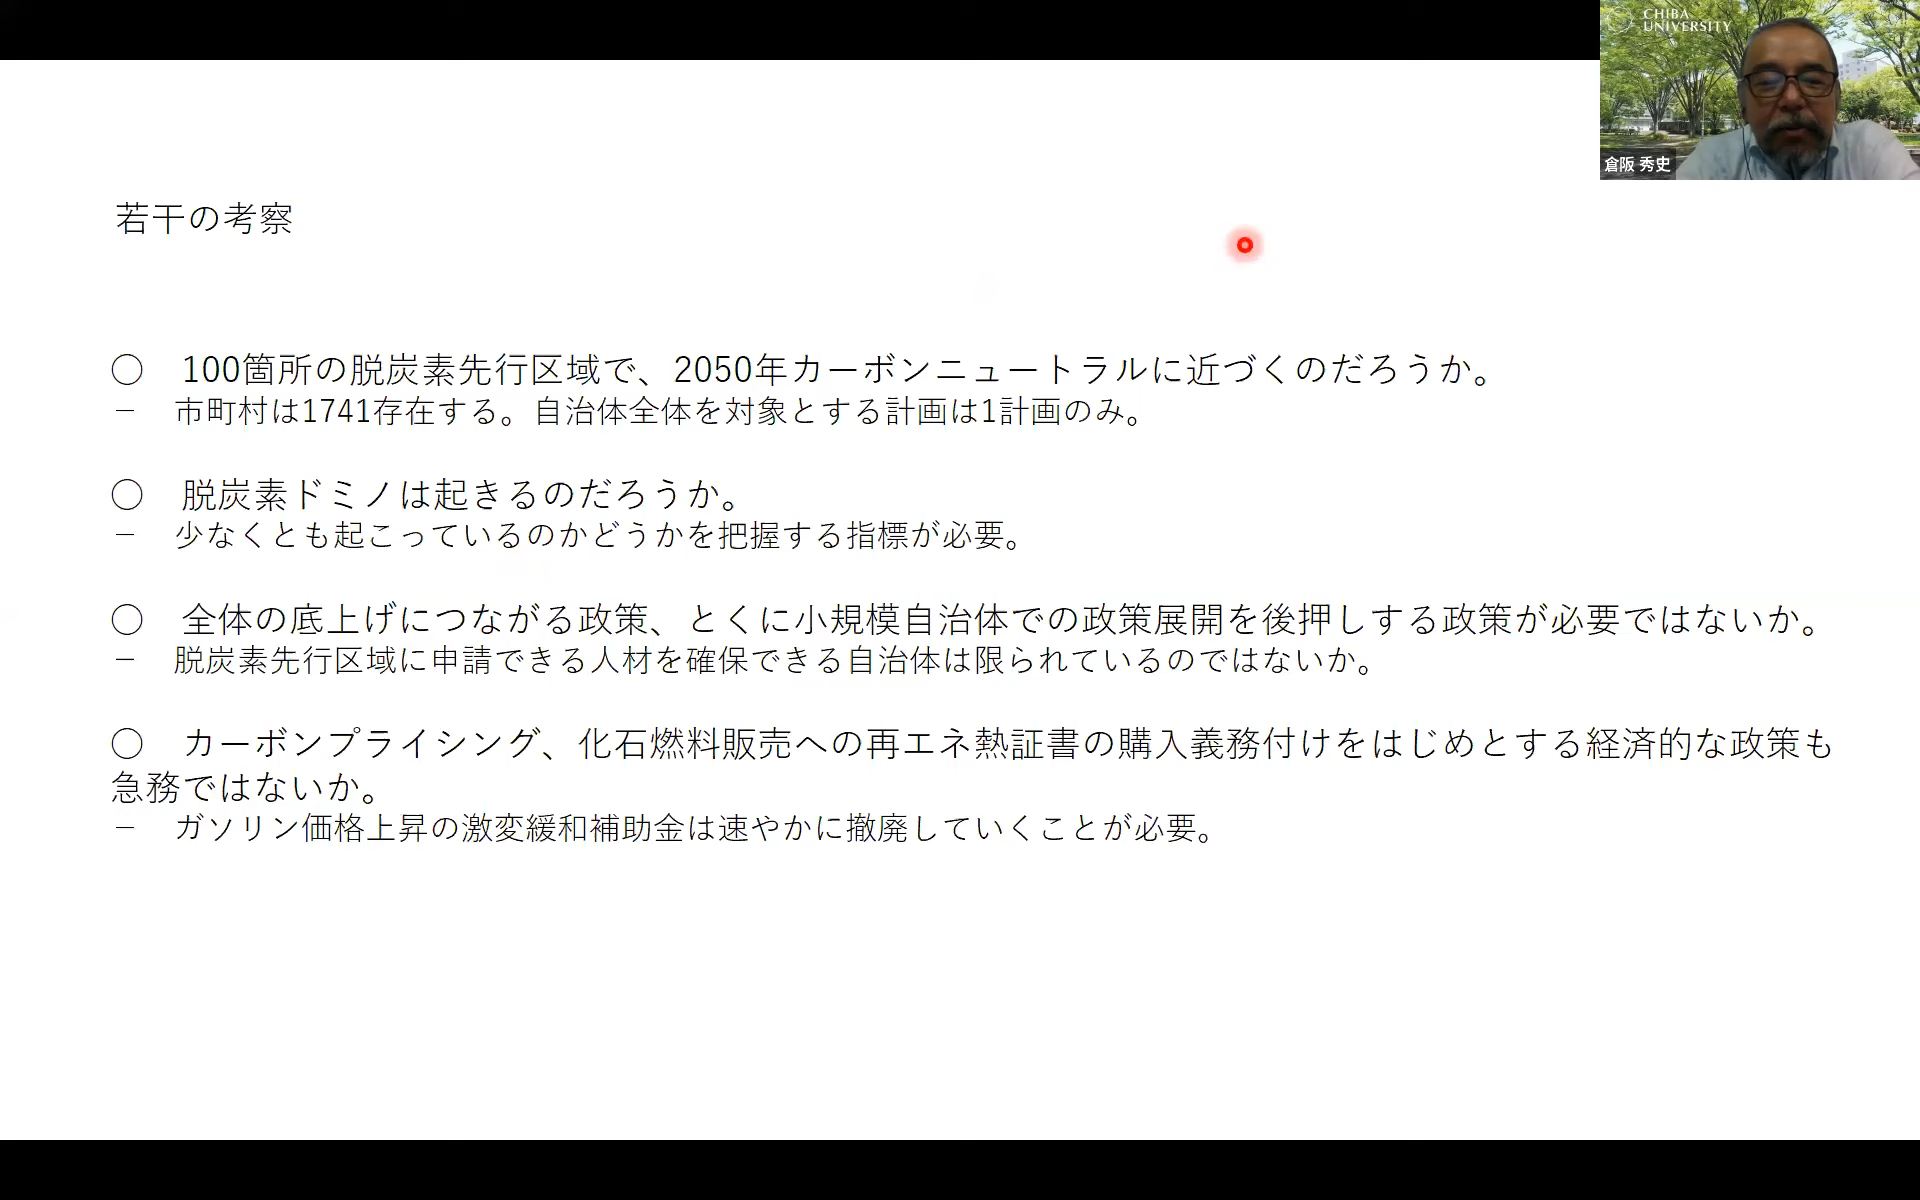 CHIBA
UNIVERSITY
倉阪 秀史
若干の考察
○ 100箇所の脱炭素先行区域で、2050年カーボンニュートラルに近づくのだろうか。
− 市町村は1741存在する。自治体全体を対象とする計画は1計画のみ。
○ 脱炭素ドミノは起きるのだろうか。
− 少なくとも起こっているのかどうかを把握する指標が必要。
○ 全体の底上げにつながる政策、とくに小規模自治体での政策展開を後押しする政策が必要ではないか。
− 脱炭素先行区域に申請できる人材を確保できる自治体は限られているのではないか。
○ カーボンプライシング、化石燃料販売への再エネ熱証書の購入義務付けをはじめとする経済的な政策も
急務ではないか。
− ガソリン価格上昇の激変緩和補助金は速やかに撤廃していくことが必要。